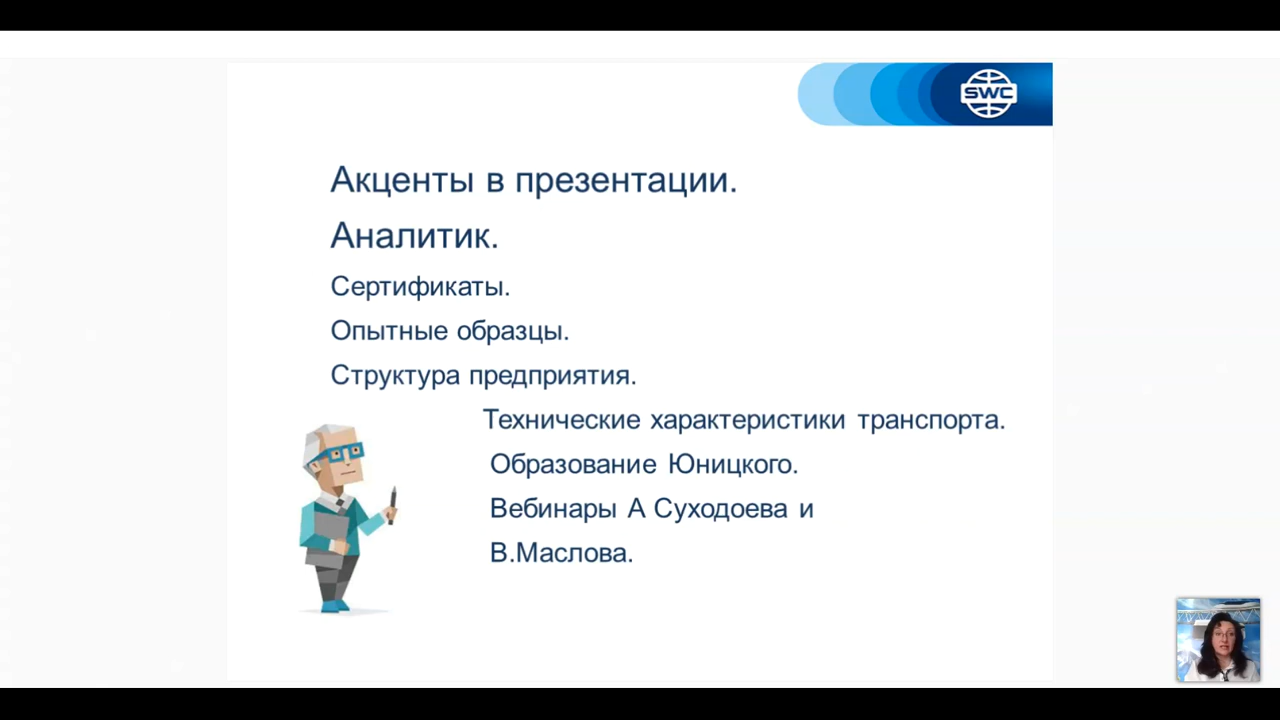 SWC
Акценты в презентации.
Аналитик.
Сертификаты.
Опытные образцы.
Структура предприятия.
Технические характеристики транспорта.
Образование Юницкого.
Вебинары А Суходоева и
В.Маслова.